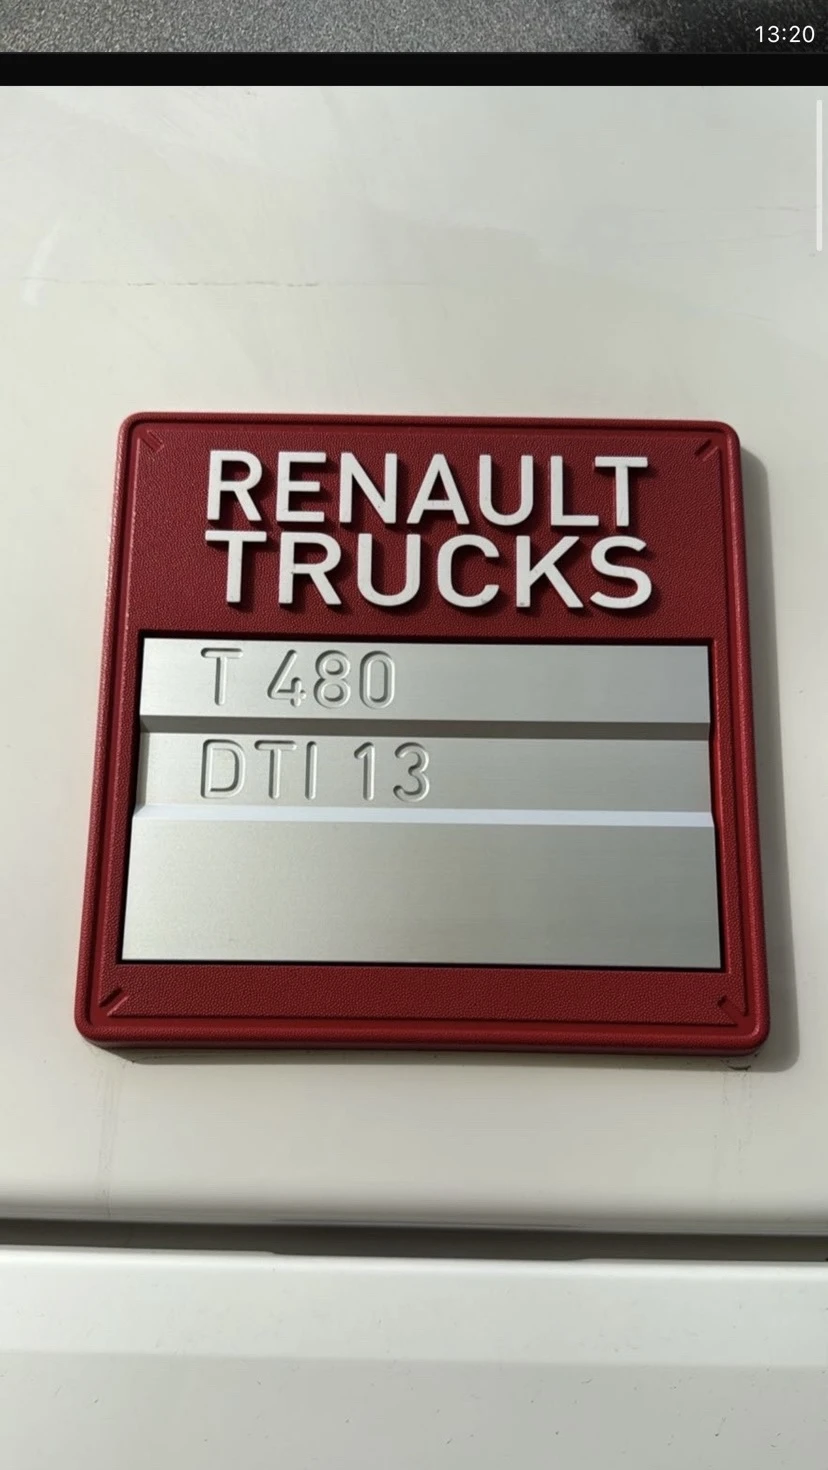 13:20
RENAULT
TRUCKS
T 480
DTI 13